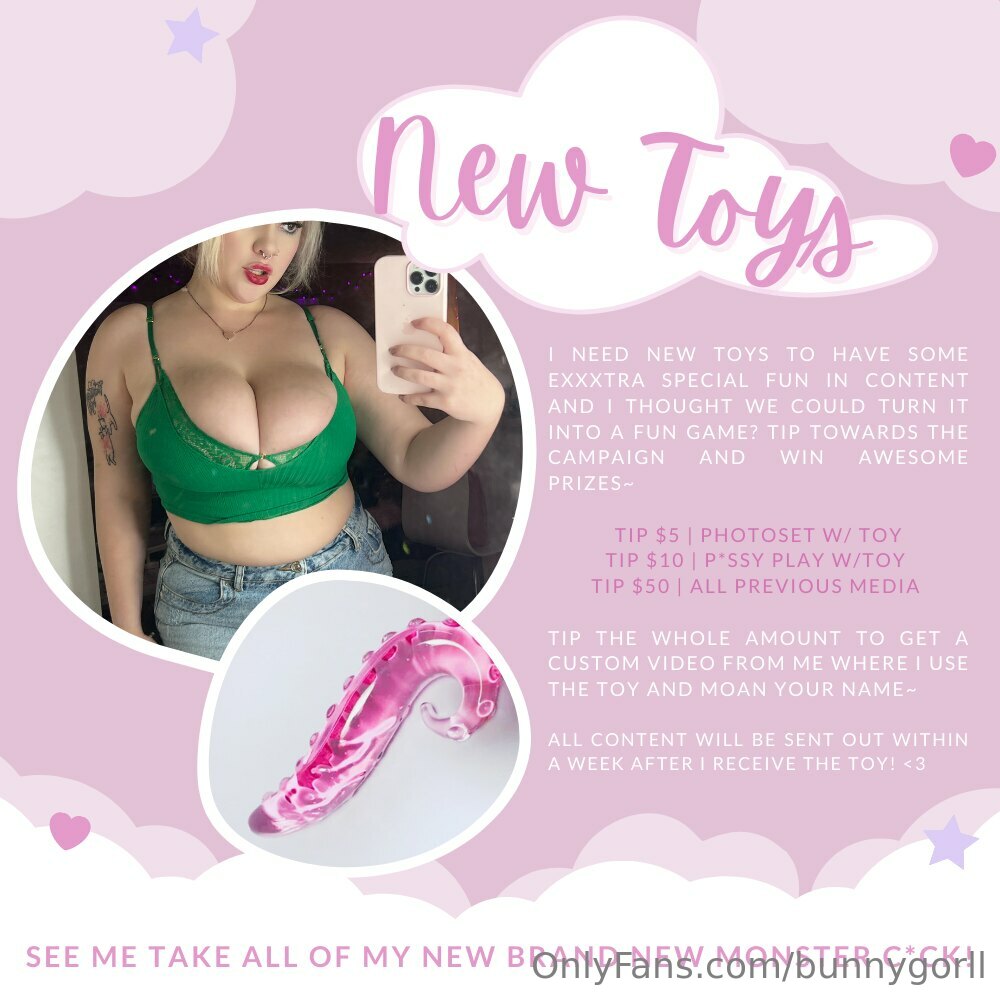 New Toys
I NEED NEW TOYS TO HAVE SOME
EXXXTRA SPECIAL FUN IN CONTENT
AND I THOUGHT WE COULD TURN IT
INTO A FUN GAME? TIP TOWARDS THE
CAMPAIGN AND WIN AWESOME
PRIZES~
TIP $5 | PHOTOSET W/ TOY
TIP $10 | P*SSY PLAY W/TOY
TIP $50 | ALL PREVIOUS MEDIA
TIP THE WHOLE AMOUNT TO GET A
CUSTOM VIDEO FROM ME WHERE I USE
THE TOY AND MOAN YOUR NAME~
ALL CONTENT WILL BE SENT OUT WITHIN
A WEEK AFTER I RECEIVE THE TOY! <3
SEE ME TAKE ALL OF MY NEW BRAND NEW MONSTER C*CK!
OnlyFans.com/bunnygorll